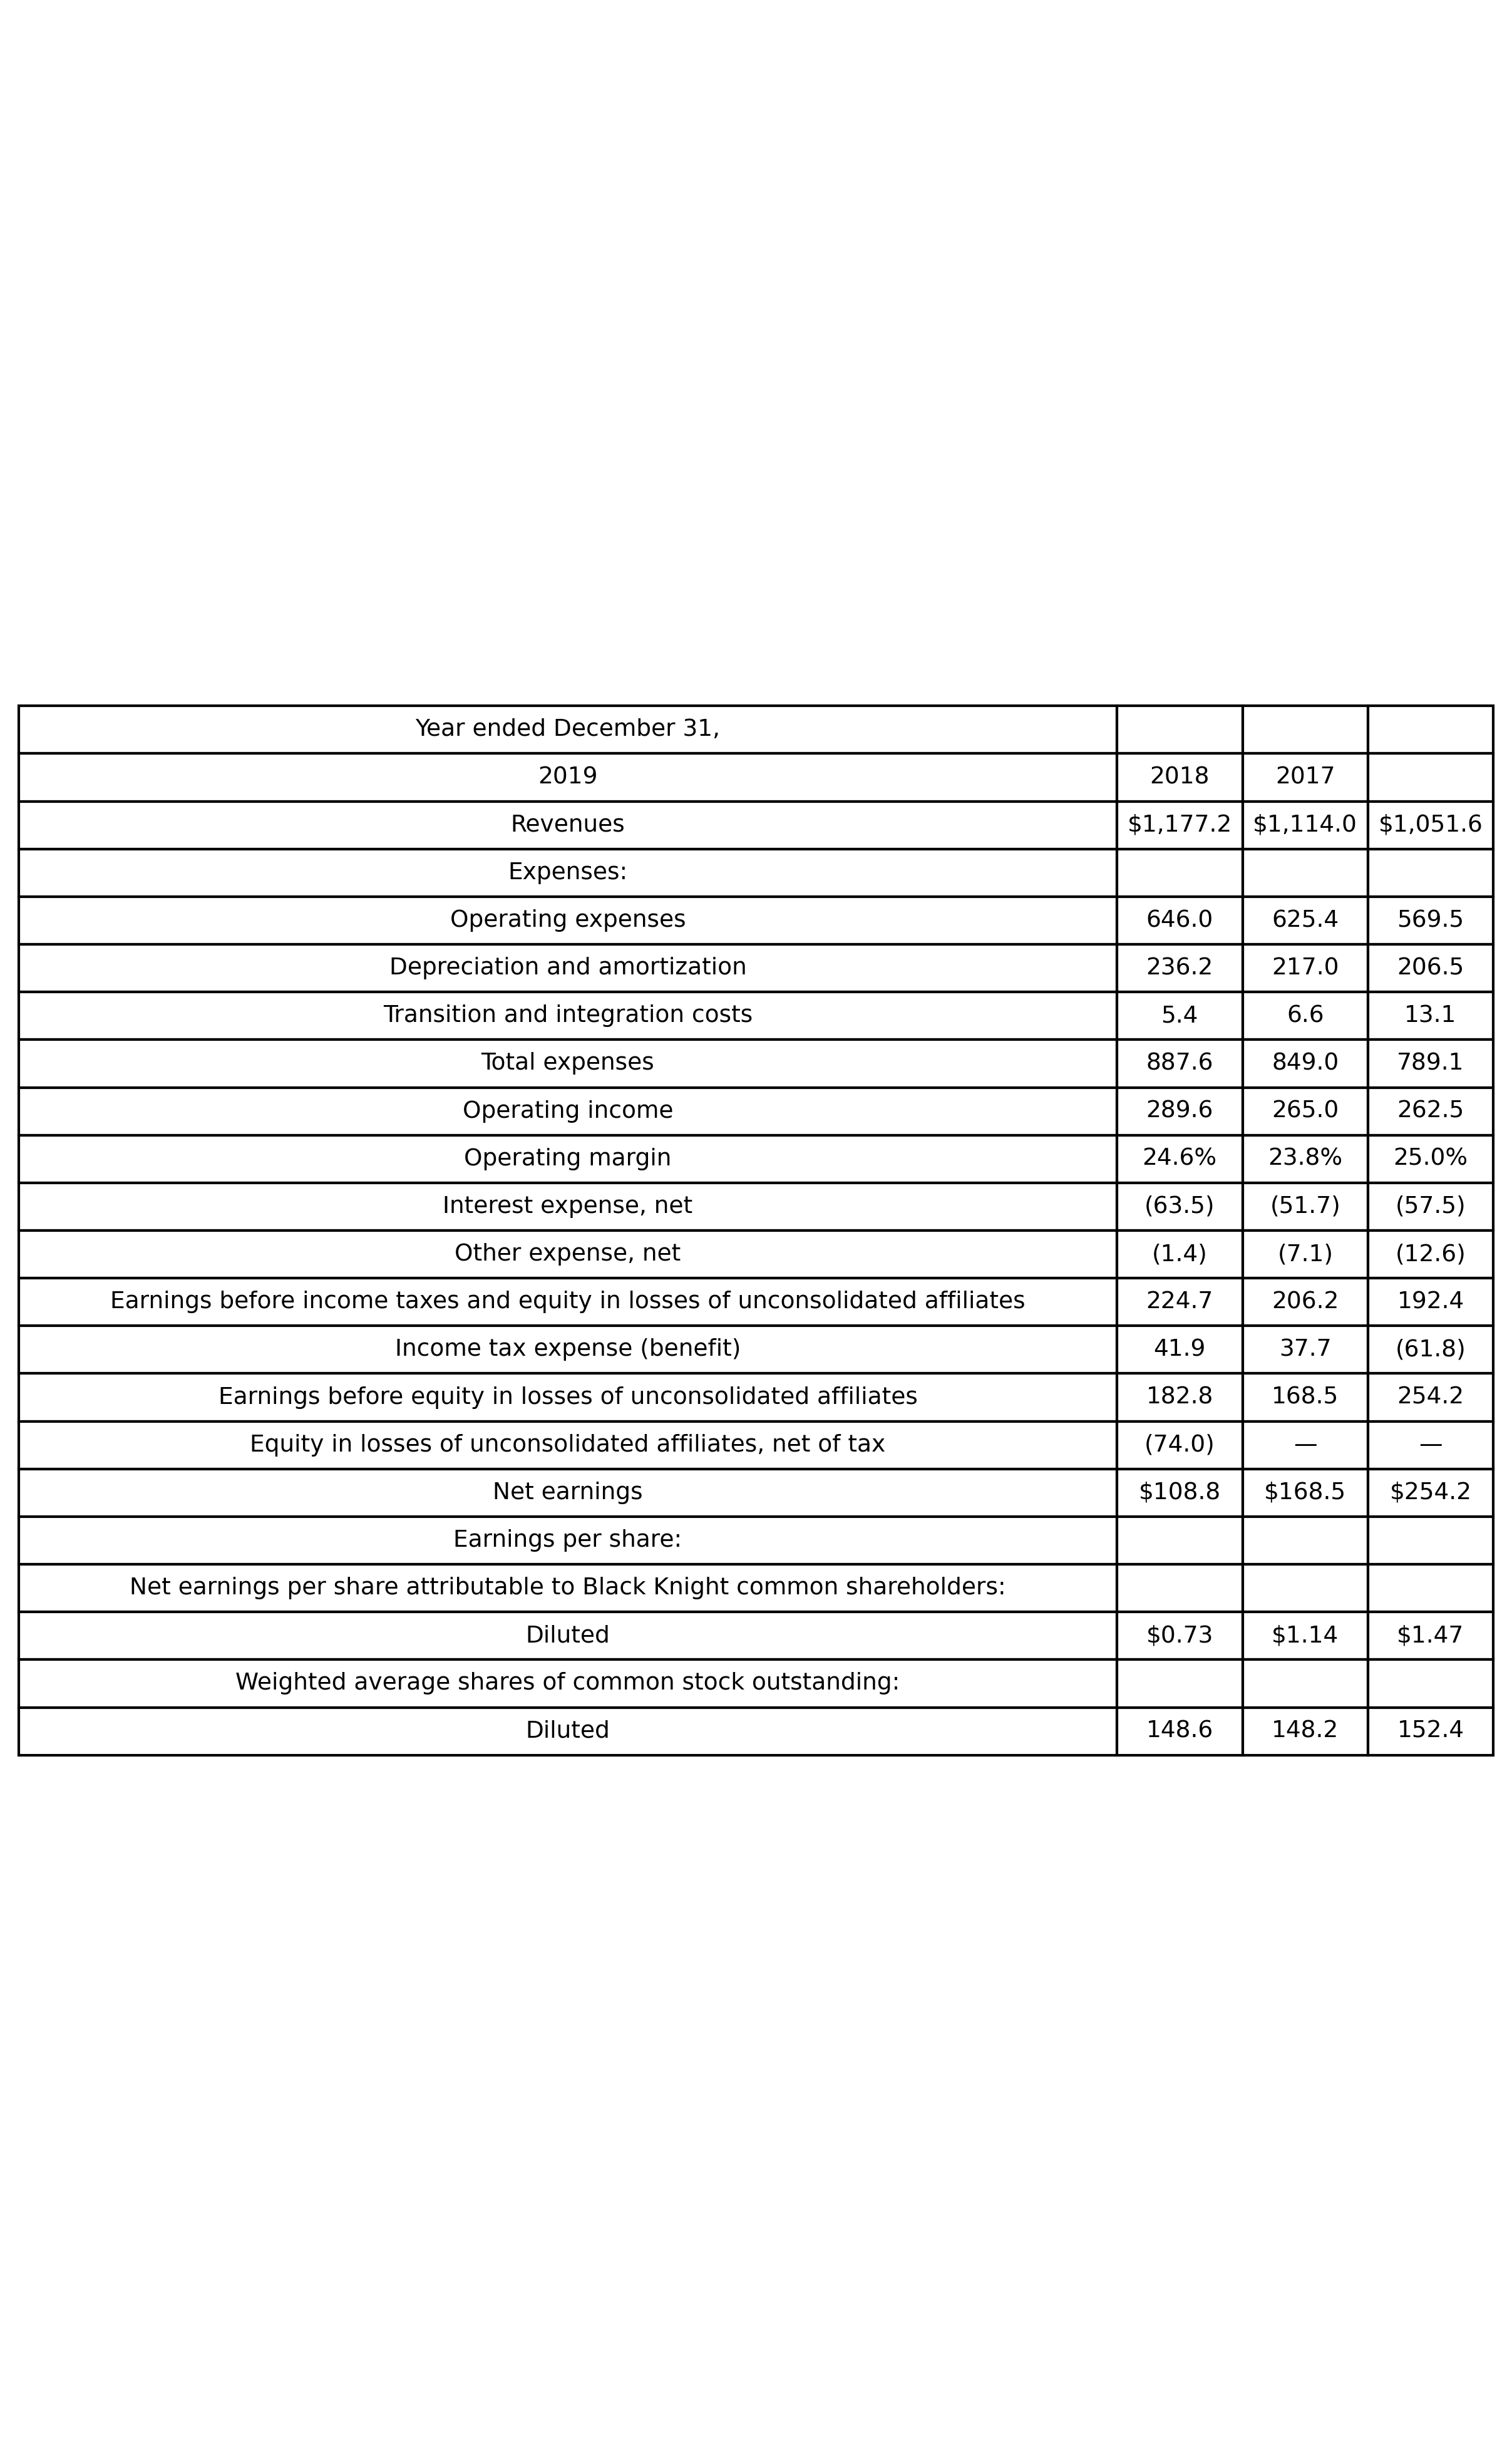 Year ended December 31,
2019 2018 2017
Revenues $1,177.2 $1,114.0 $1,051.6
Expenses:
Operating expenses 646.0 625.4 569.5
Depreciation and amortization 236.2 217.0 206.5
Transition and integration costs 5.4 6.6 13.1
Total expenses 887.6 849.0 789.1
Operating income 289.6 265.0 262.5
Operating margin 24.6% 23.8% 25.0%
Interest expense, net (63.5) (51.7) (57.5)
Other expense, net (1.4) (7.1) (12.6)
Earnings before income taxes and equity in losses of unconsolidated affiliates 224.7 206.2 192.4
Income tax expense (benefit) 41.9 37.7 (61.8)
Earnings before equity in losses of unconsolidated affiliates 182.8 168.5 254.2
Equity in losses of unconsolidated affiliates, net of tax (74.0) — —
Net earnings $108.8 $168.5 $254.2
Earnings per share:
Net earnings per share attributable to Black Knight common shareholders:
Diluted $0.73 $1.14 $1.47
Weighted average shares of common stock outstanding:
Diluted 148.6 148.2 152.4